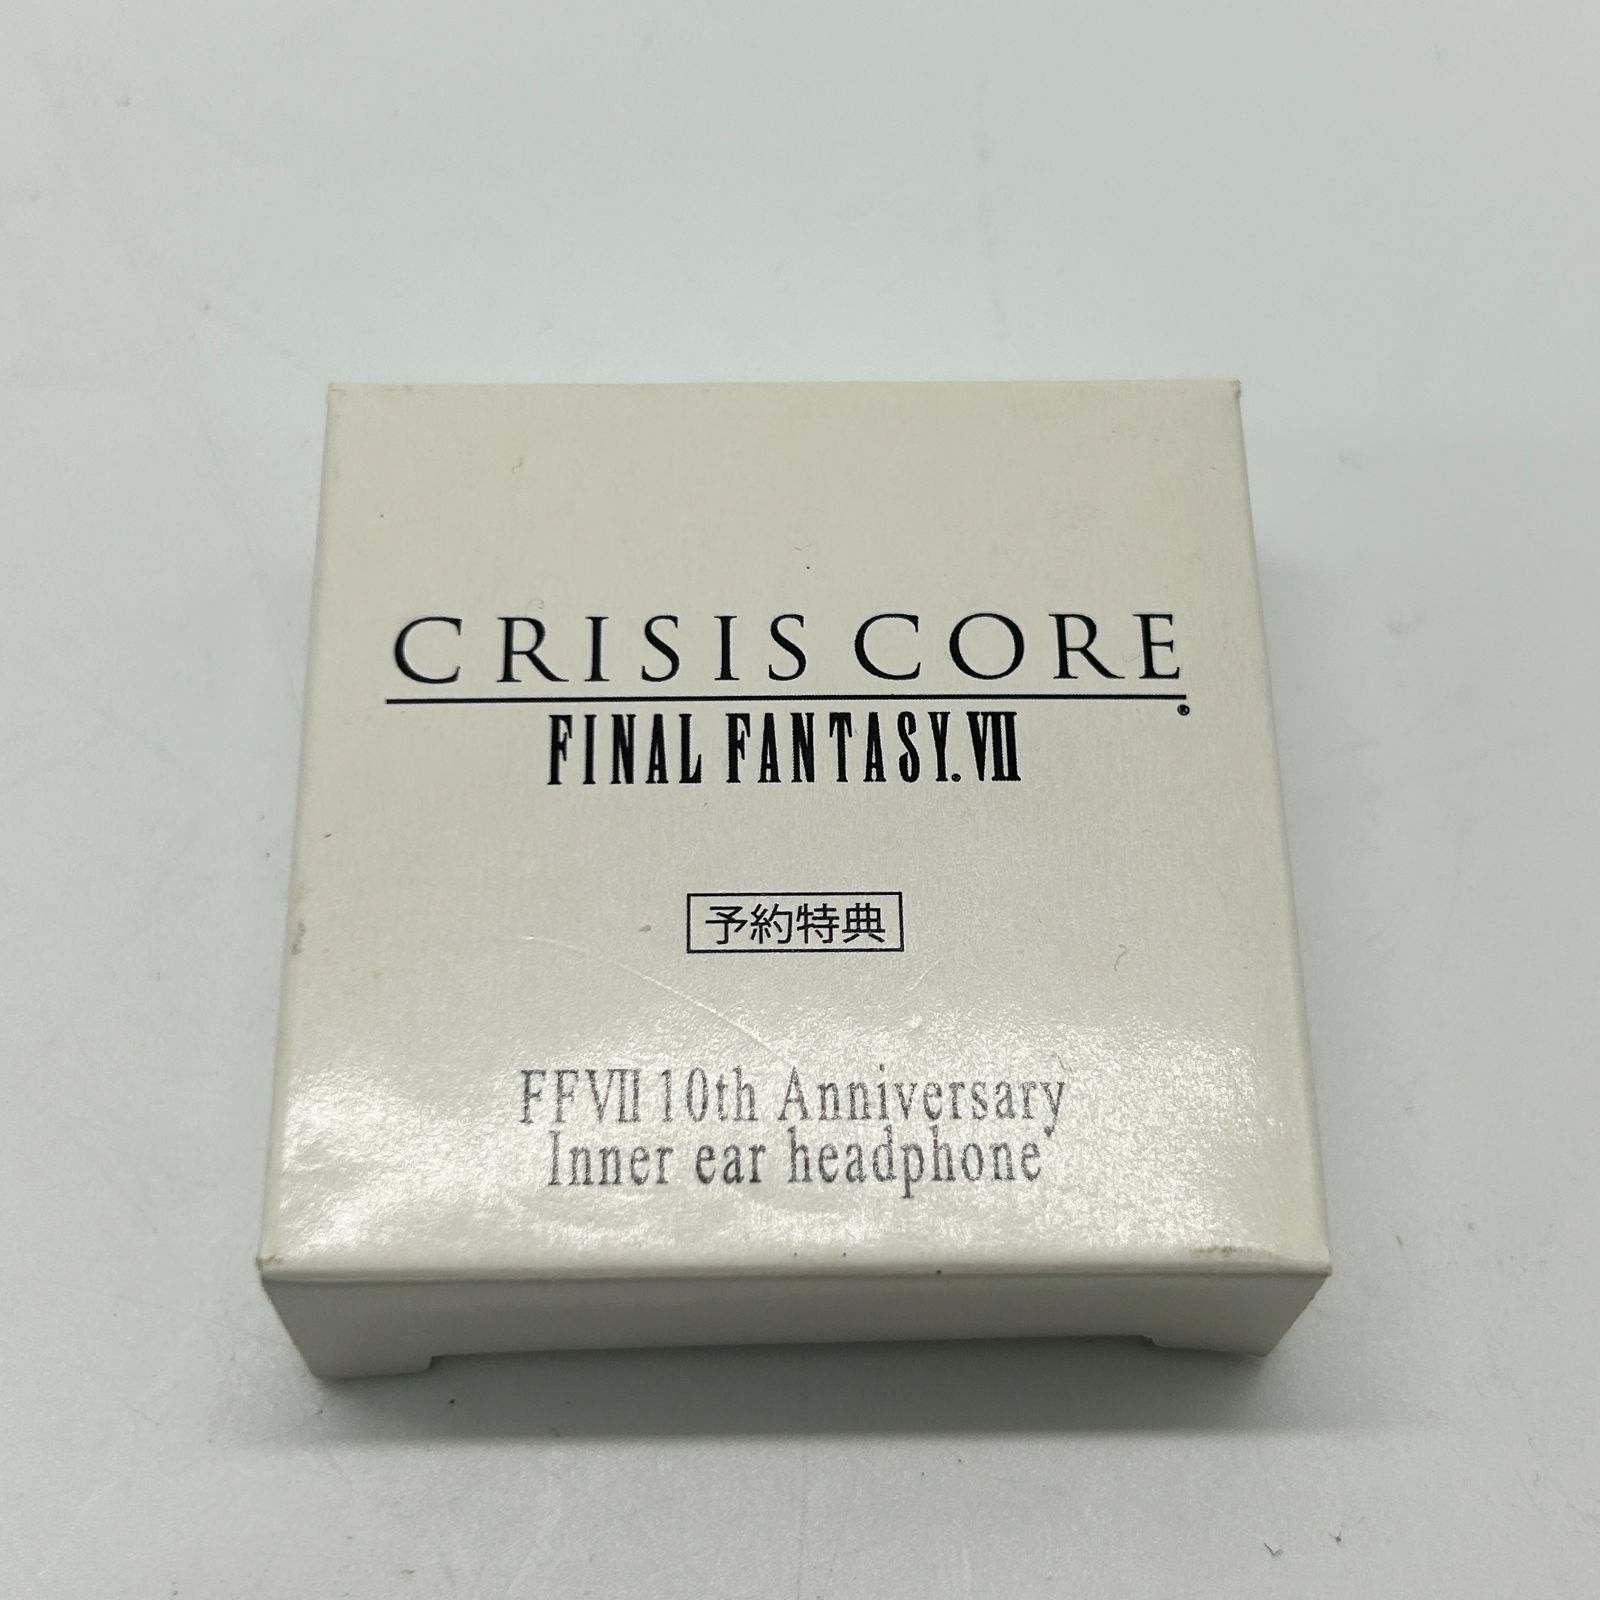 CRISIS CORE
®
FINAL FANTASY® VII
予約特典
FFVII 10th Anniversary
Inner ear headphone